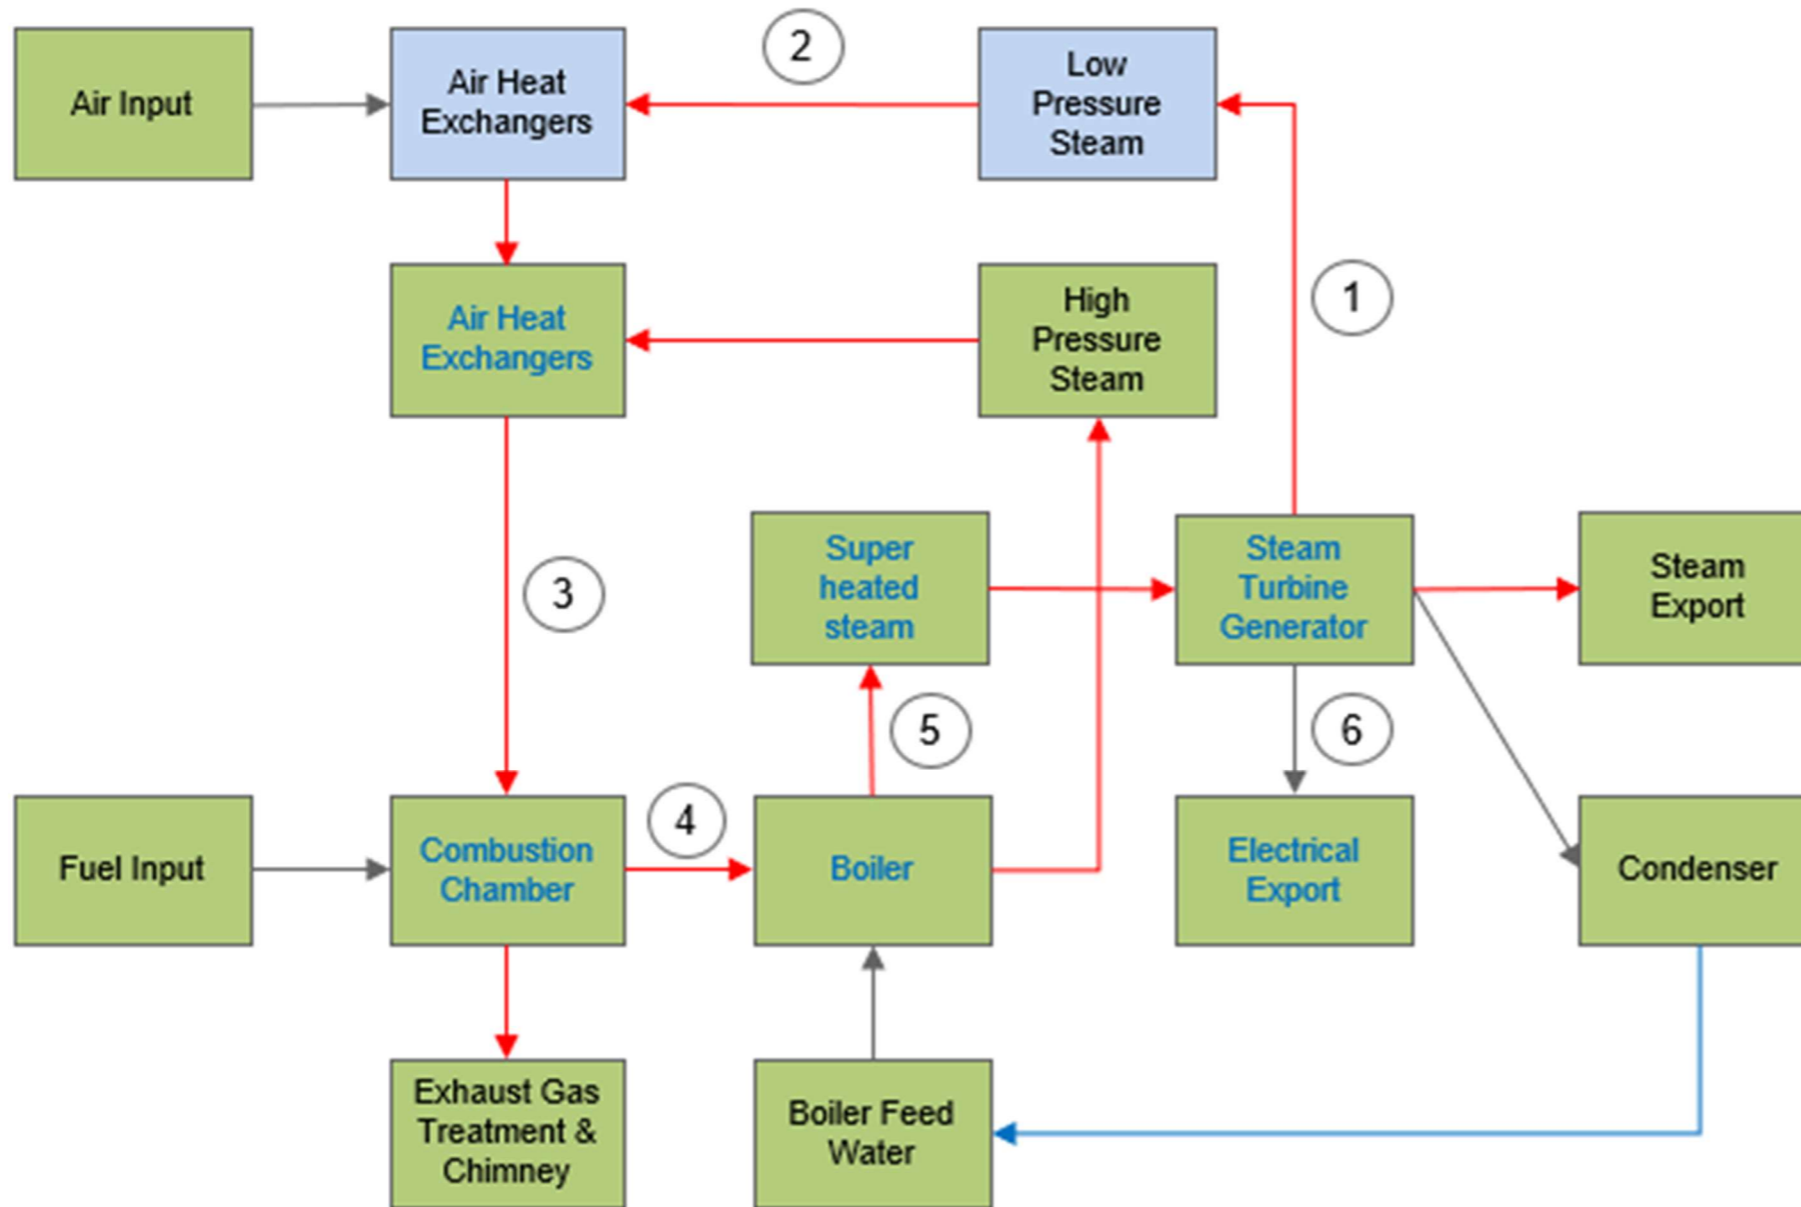 Air Input
Air Heat
Exchangers
2
Low
Pressure
Steam
Air Heat
Exchangers
High
Pressure
Steam
1
3
Super
heated
steam
Steam
Turbine
Generator
Steam
Export
5
6
Fuel Input
Combustion
Chamber
4
Boiler
Electrical
Export
Condenser
Exhaust Gas
Treatment &
Chimney
Boiler Feed
Water